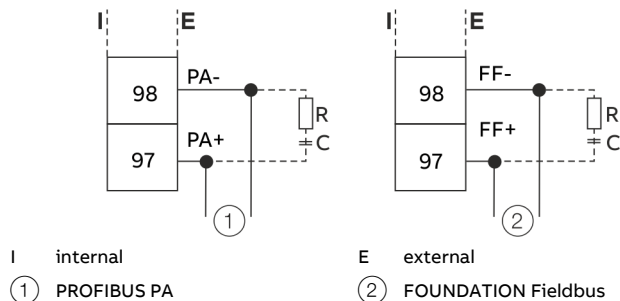 I E I E
98 PA- 98 FF-
R R
PA+ C FF+ C
97 97
1 2
I internal E external
1 PROFIBUS PA 2 FOUNDATION Fieldbus